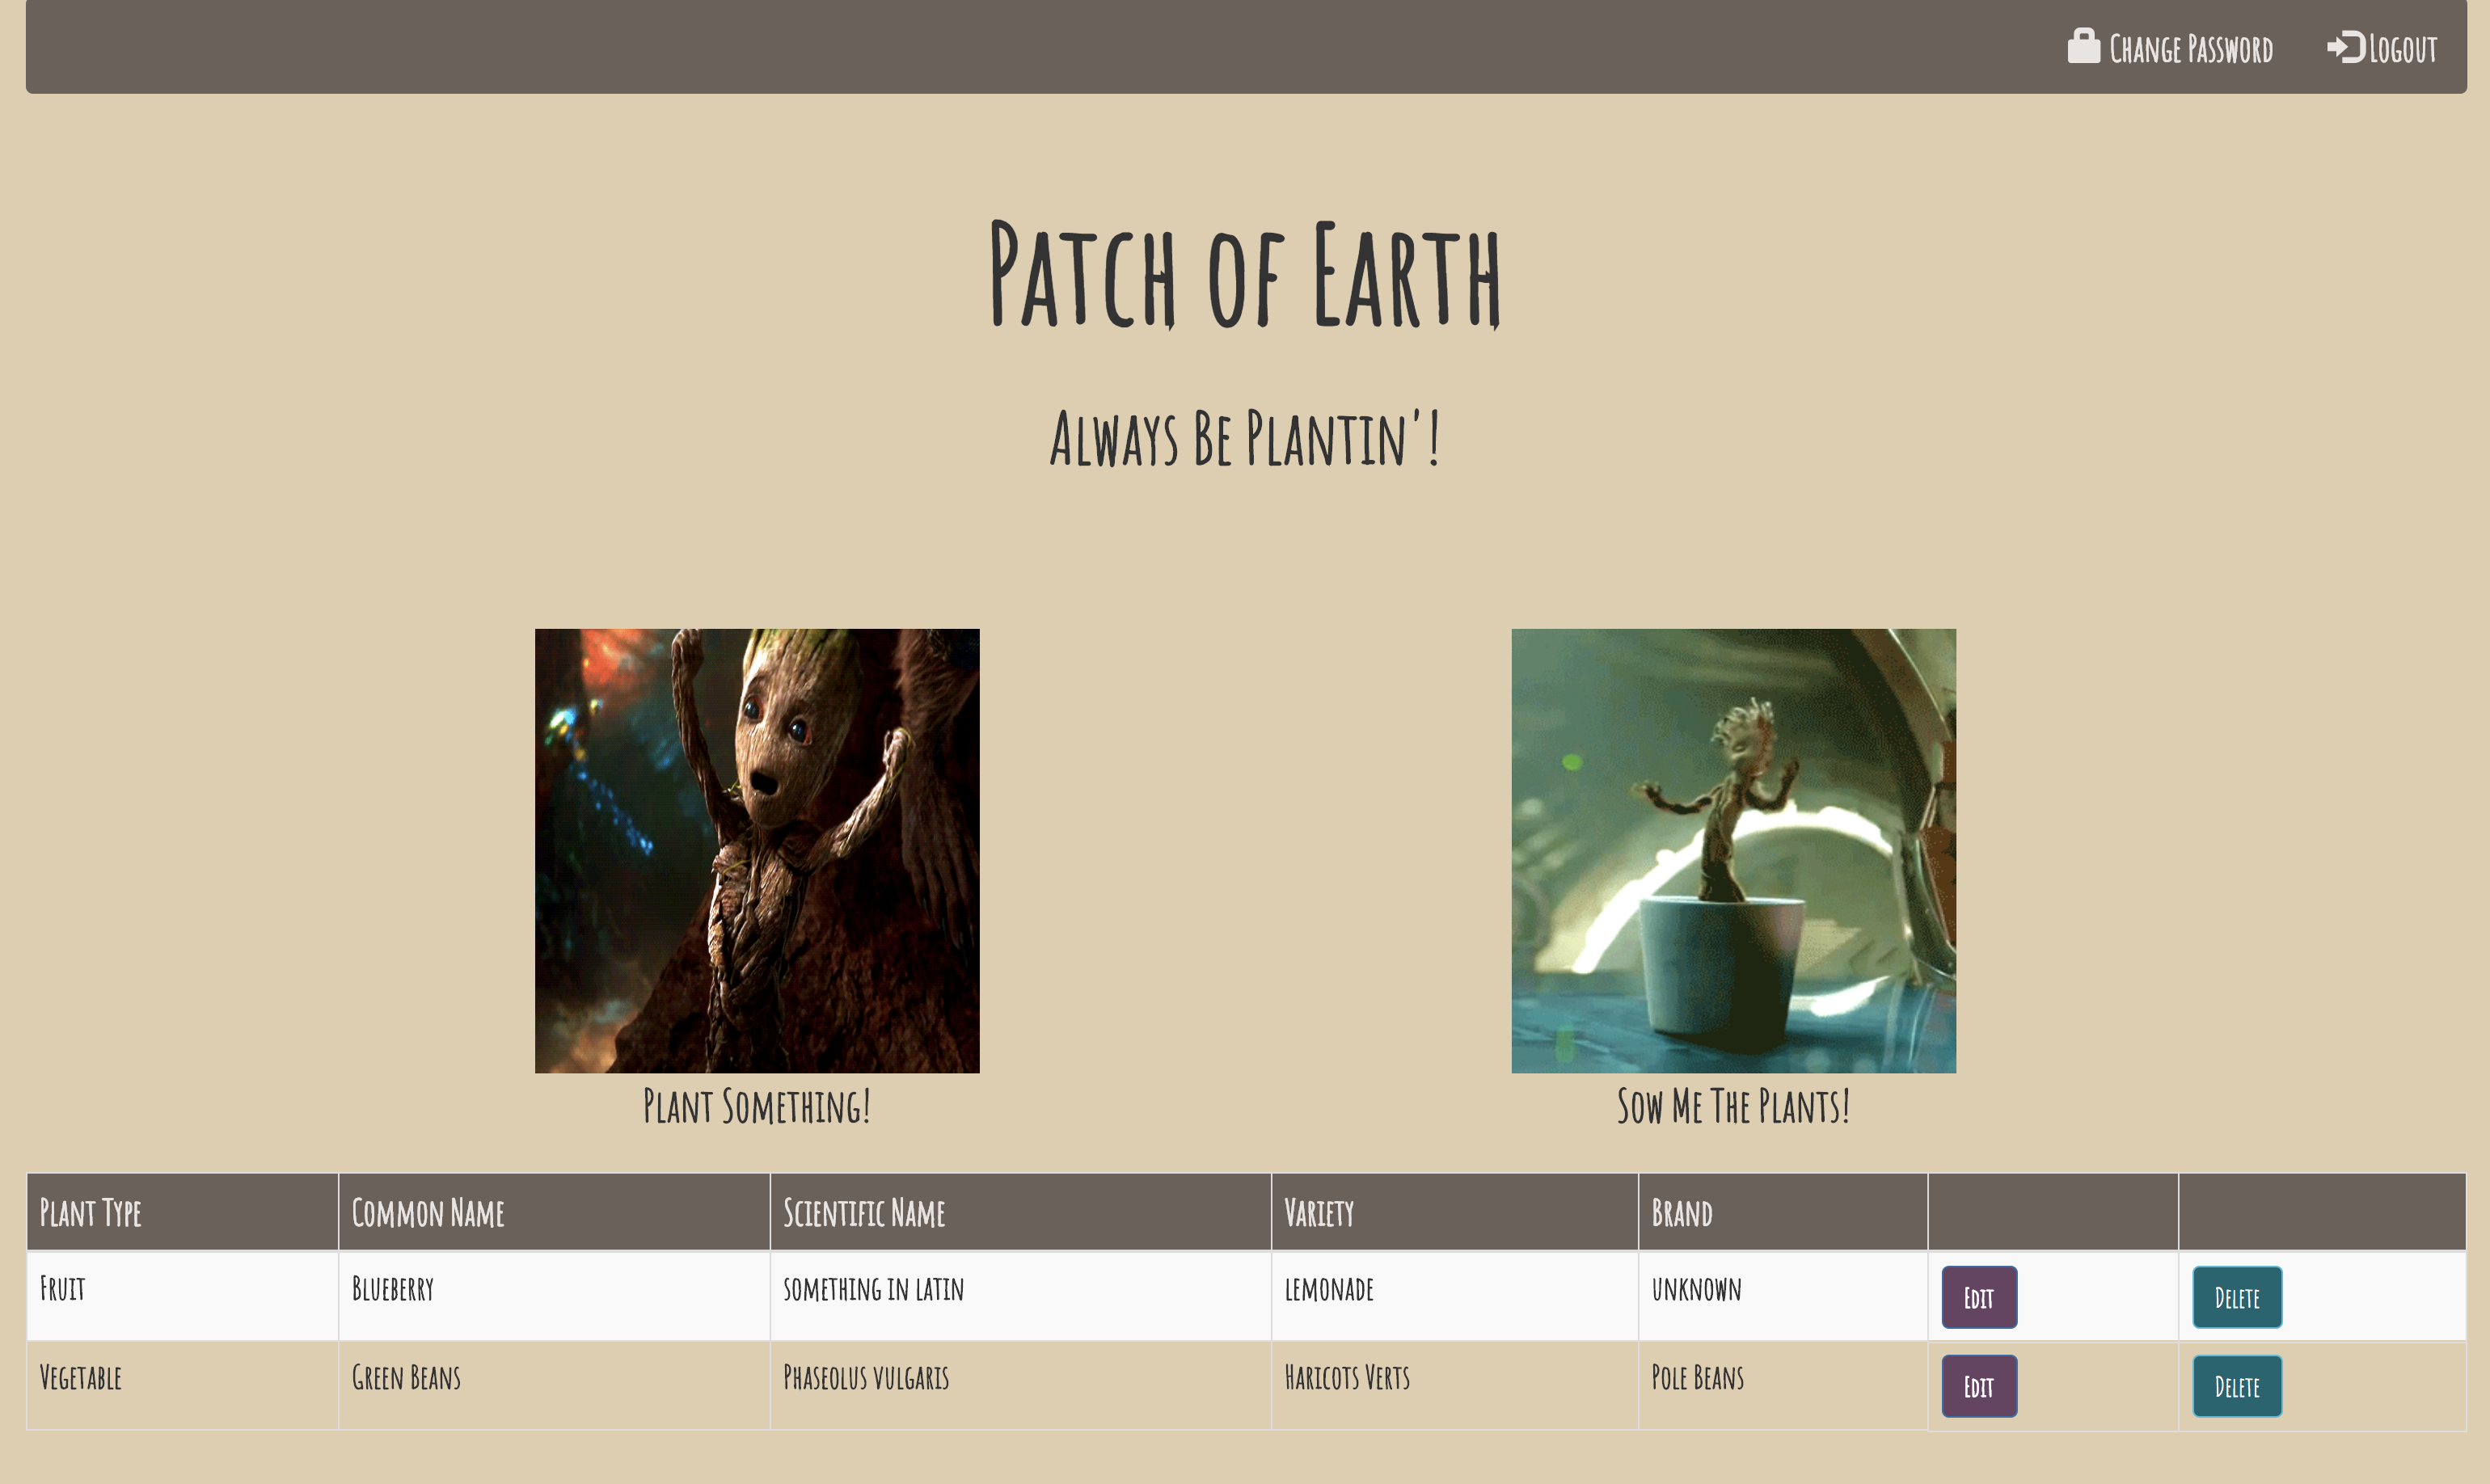 Change Password Logout
Patch of Earth
Always Be Plantin'!
Plant Something! Sow Me The Plants!
Plant Type Common Name Scientific Name Variety Brand
Fruit Blueberry something in latin lemonade unknown Edit Delete
Vegetable Green Beans Phaseolus vulgaris Haricots Verts Pole Beans Edit Delete